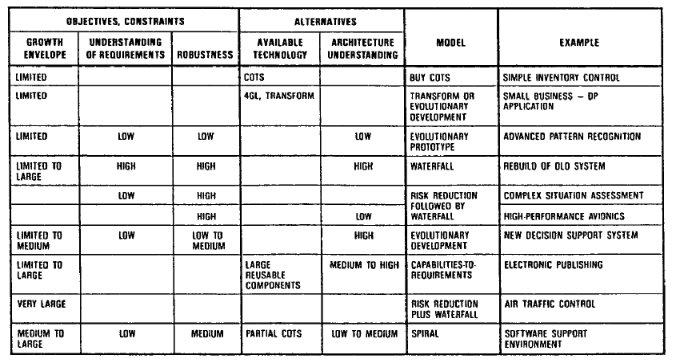 OBJECTIVES, CONSTRAINTS ALTERNATIVES
GROWTH ENVELOPE UNDERSTANDING OF REQUIREMENTS ROBUSTNESS AVAILABLE TECHNOLOGY ARCHITECTURE UNDERSTANDING MODEL EXAMPLE
LIMITED COTS BUY COTS SIMPLE INVENTORY CONTROL
LIMITED 4GL, TRANSFORM TRANSFORM OR EVOLUTIONARY DEVELOPMENT SMALL BUSINESS – DP APPLICATION
LIMITED LOW LOW LOW EVOLUTIONARY PROTOTYPE ADVANCED PATTERN RECOGNITION
LIMITED TO LARGE HIGH HIGH HIGH WATERFALL REBUILD OF OLD SYSTEM
LOW HIGH RISK REDUCTION FOLLOWED BY WATERFALL COMPLEX SITUATION ASSESSMENT
HIGH LOW HIGH-PERFORMANCE AVIONICS
LIMITED TO MEDIUM LOW LOW TO MEDIUM HIGH EVOLUTIONARY DEVELOPMENT NEW DECISION SUPPORT SYSTEM
LIMITED TO LARGE LARGE REUSABLE COMPONENTS MEDIUM TO HIGH CAPABILITIES-TO-REQUIREMENTS ELECTRONIC PUBLISHING
VERY LARGE RISK REDUCTION PLUS WATERFALL AIR TRAFFIC CONTROL
MEDIUM TO LARGE LOW MEDIUM PARTIAL COTS LOW TO MEDIUM SPIRAL SOFTWARE SUPPORT ENVIRONMENT